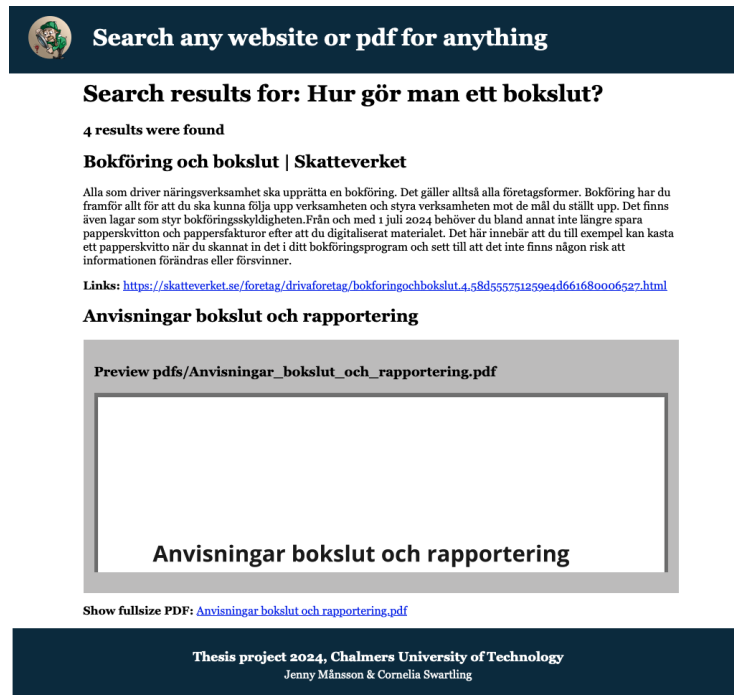 Search any website or pdf for anything
Search results for: Hur gör man ett bokslut?
4 results were found
Bokföring och bokslut | Skatteverket
Alla som driver näringsverksamhet ska upprätta en bokföring. Det gäller alltså alla företagsformer. Bokföring har du
framför allt för att du ska kunna följa upp verksamheten och styra verksamheten mot de mål du ställt upp. Det finns
även lagar som styr bokföringsskyldigheten.Från och med 1 juli 2024 behöver du bland annat inte längre spara
papperskvitton och pappersfakturor efter att du digitaliserat materialet. Det här innebär att du till exempel kan kasta
ett papperskvitto när du skannat in det i ditt bokföringsprogram och sett till att det inte finns någon risk att
informationen förändras eller försvinner.
Links: https://skatteverket.se/foretag/drivaforetag/bokforingochbokslut.4.58d555751259e4d661680006527.html
Anvisningar bokslut och rapportering
Preview pdfs/Anvisningar_bokslut_och_rapportering.pdf
Anvisningar bokslut och rapportering
Show fullsize PDF: Anvisningar bokslut och rapportering.pdf
Thesis project 2024, Chalmers University of Technology
Jenny Månsson & Cornelia Swartling